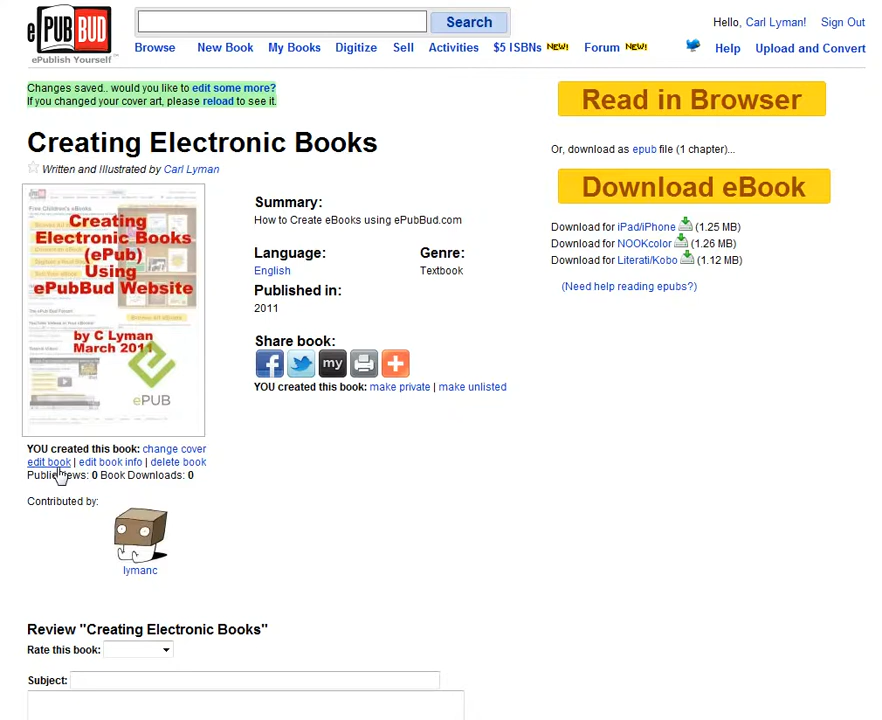 ePUBBUD
ePublish Yourself™
Search
Hello, Carl Lyman! Sign Out
Browse New Book My Books Digitize Sell Activities $5 ISBNs NEW! Forum NEW! Help Upload and Convert
Changes saved.. would you like to edit some more?
If you changed your cover art, please reload to see it.
Read in Browser
Creating Electronic Books
Or, download as epub file (1 chapter)...
Written and Illustrated by Carl Lyman
Download eBook
Creating
Electronic Books
(ePub)
Using
ePubBud Website
by C Lyman
March 2011
ePUB
Summary:
How to Create eBooks using ePubBud.com
Language: Genre:
English Textbook
Published in:
2011
Share book:
my
YOU created this book: make private | make unlisted
Download for iPad/iPhone (1.25 MB)
Download for NOOKcolor (1.26 MB)
Download for Literati/Kobo (1.12 MB)
(Need help reading epubs?)
YOU created this book: change cover
edit book | edit book info | delete book
Views: 0 Book Downloads: 0
Contributed by:
lymanc
Review "Creating Electronic Books"
Rate this book:
Subject: